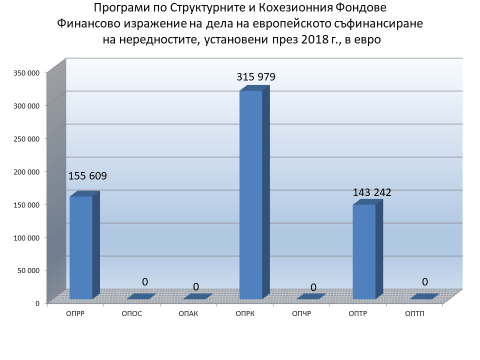 Програми по Структурните и Кохезионния Фондове
Финансово изражение на дела на европейското съфинансиране
на нередностите, установени през 2018 г., в евро
350 000
300 000
250 000
200 000
150 000
100 000
50 000
0
155 609
0
0
315 979
0
143 242
0
ОПРР
ОПОС
ОПАК
ОПРК
ОПЧР
ОПТР
ОПТП